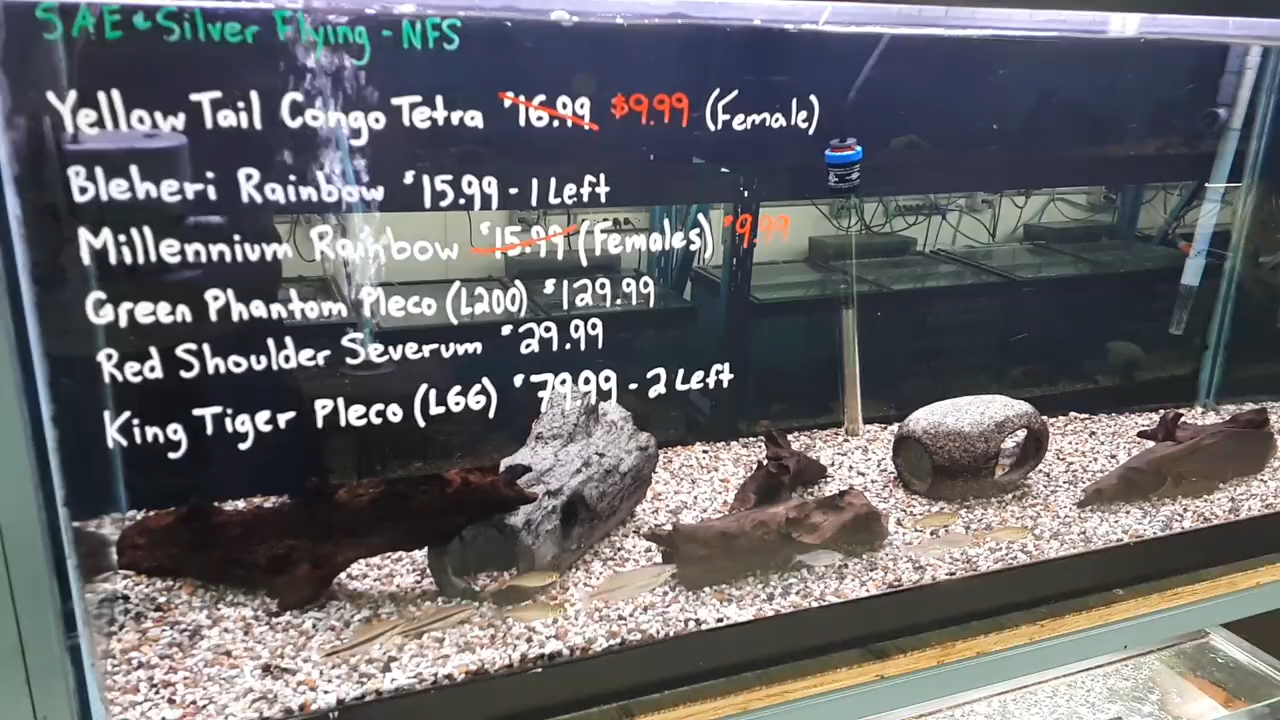 SAE & Silver Flying - NFS
Yellow Tail Congo Tetra $16.99 $9.99 (Female)
Bleheri Rainbow $15.99 - 1 Left
Millennium Rainbow $15.99 (Females) $9.99
Green Phantom Pleco (L200) $129.99
Red Shoulder Severum $29.99
King Tiger Pleco (L66) $79.99 - 2 Left